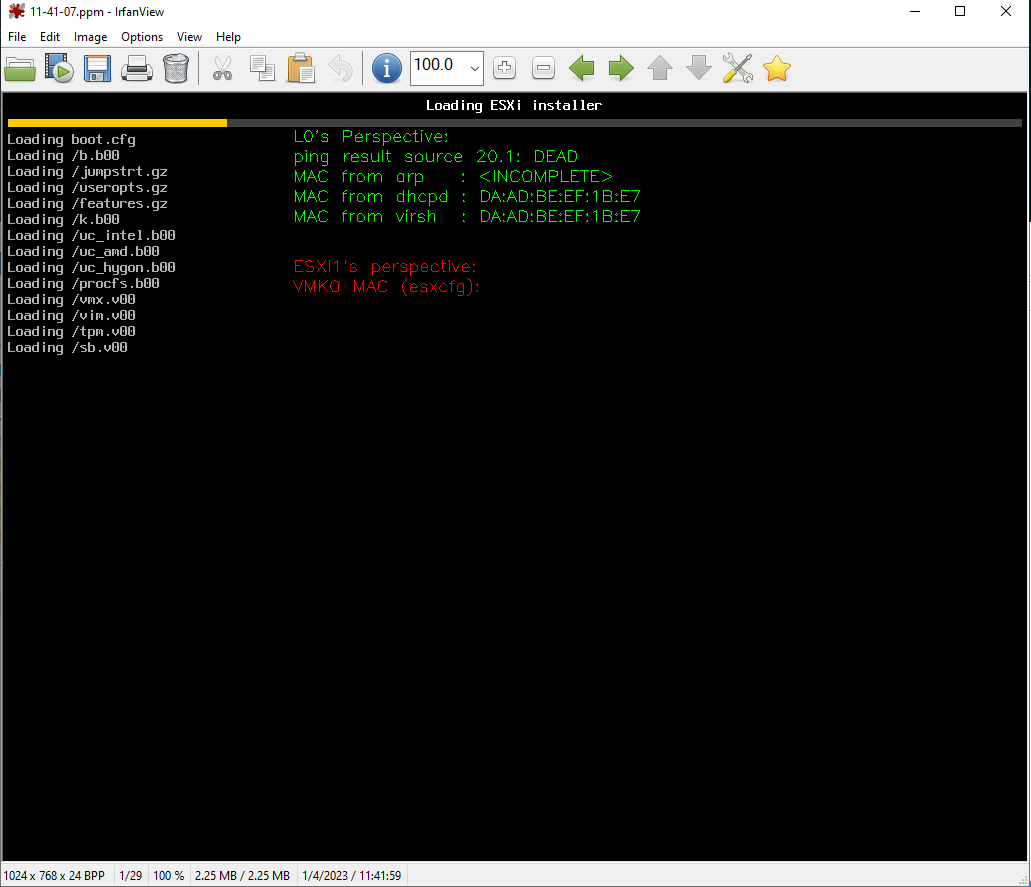 11-41-07.ppm - IrfanView
File Edit Image Options View Help
100.0
Loading ESXi installer
Loading boot.cfg
Loading /b.b00
Loading /jumpstrt.gz
Loading /useropts.gz
Loading /features.gz
Loading /k.b00
Loading /uc_intel.b00
Loading /uc_amd.b00
Loading /uc_hygon.b00
Loading /procfs.b00
Loading /vmx.v00
Loading /vim.v00
Loading /tpm.v00
Loading /sb.v00
L0's Perspective:
ping result source 20.1: DEAD
MAC from arp : <INCOMPLETE>
MAC from dhcpd : DA:AD:BE:EF:1B:E7
MAC from virsh : DA:AD:BE:EF:1B:E7
ESXI1's perspective:
VMK0 MAC (esxcfg):
1024 x 768 x 24 BPP 1/29 100 % 2.25 MB / 2.25 MB 1/4/2023 / 11:41:59